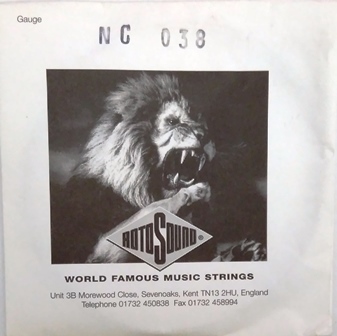 Gauge
NC 038
ROTOSOUND
WORLD FAMOUS MUSIC STRINGS
Unit 3B Morewood Close, Sevenoaks, Kent TN13 2HU, England
Telephone 01732 450838 Fax 01732 458994